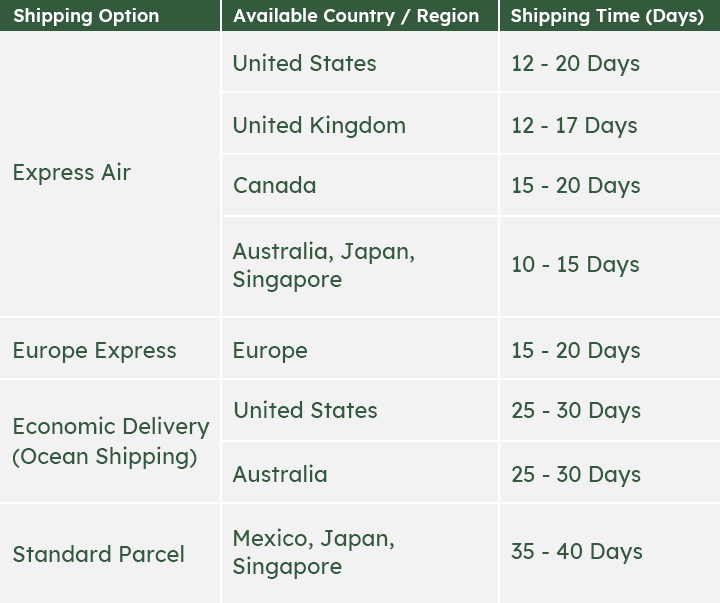 Shipping Option Available Country / Region Shipping Time (Days)
Express Air
United States 12 - 20 Days
United Kingdom 12 - 17 Days
Canada 15 - 20 Days
Australia, Japan,
Singapore
10 - 15 Days
Europe Express Europe 15 - 20 Days
Economic Delivery
(Ocean Shipping)
United States 25 - 30 Days
Australia 25 - 30 Days
Standard Parcel
Mexico, Japan,
Singapore
35 - 40 Days